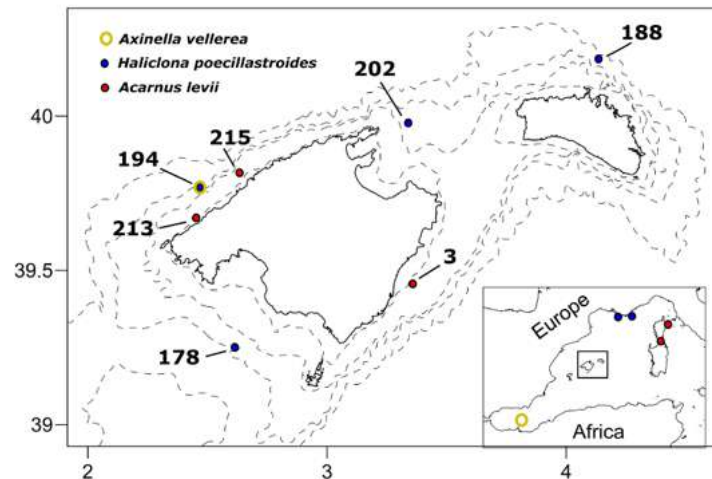 Axinella vellerea
Haliclona poecillastroides
Acarnus levii
188
202
40
215
194
213
3
39.5
178
Europe
Africa
39
2
3
4